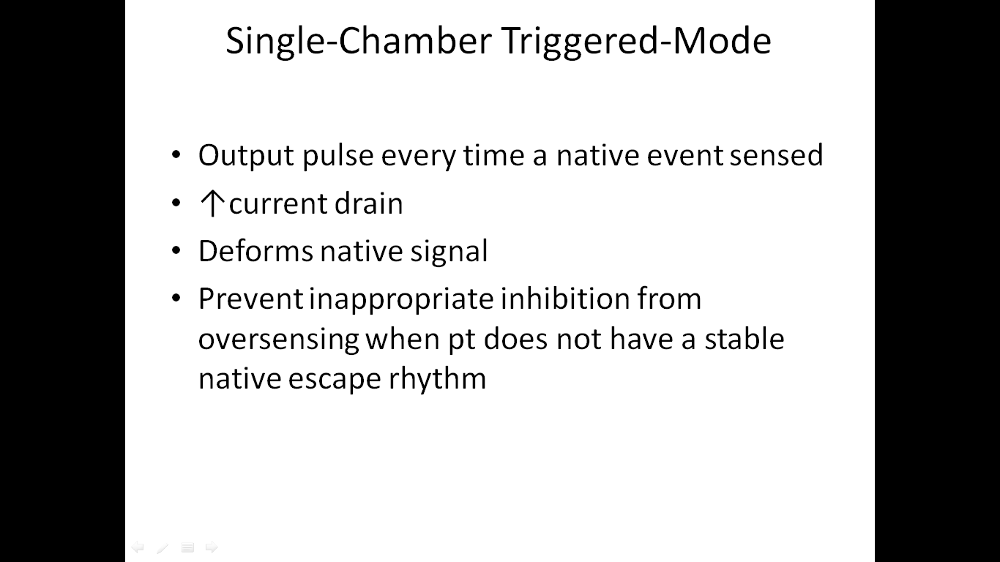 Single-Chamber Triggered-Mode
• Output pulse every time a native event sensed
• ↑current drain
• Deforms native signal
• Prevent inappropriate inhibition from
oversensing when pt does not have a stable
native escape rhythm